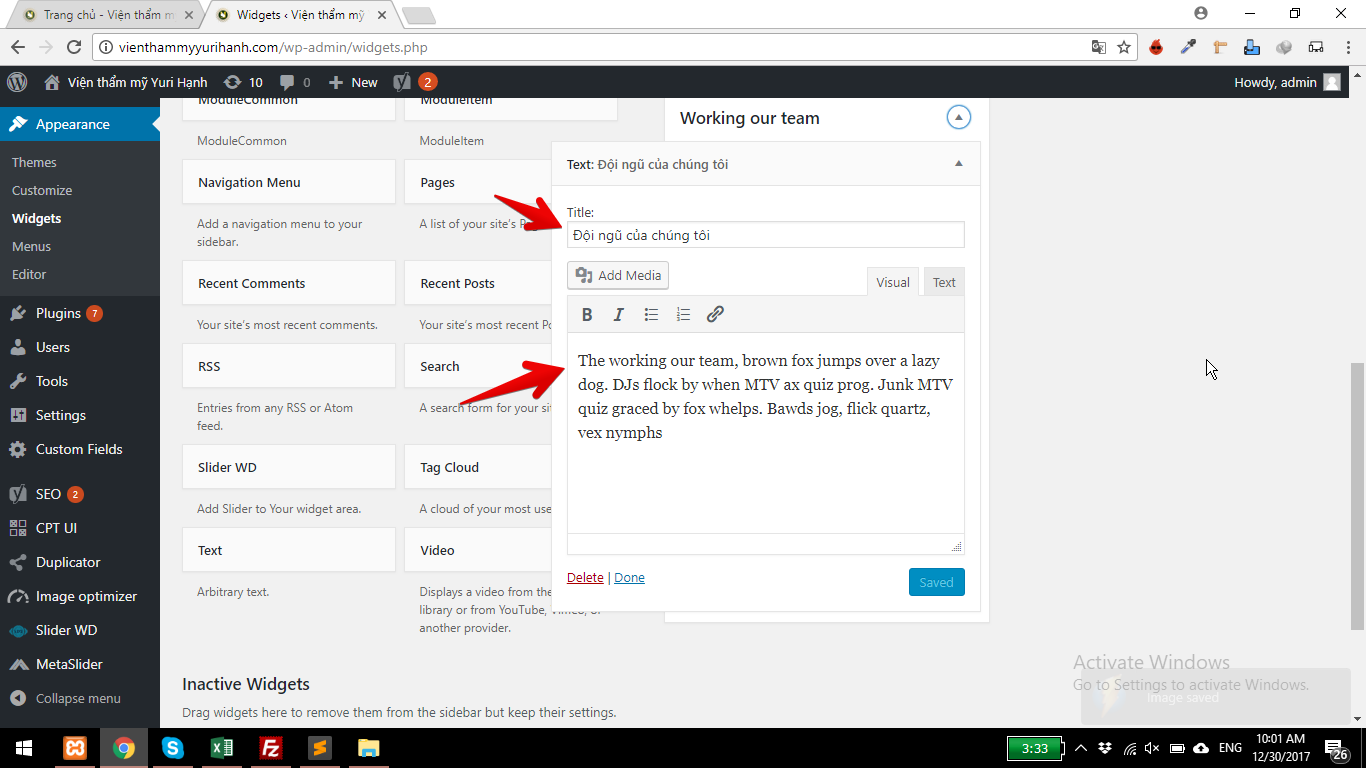 Trang chủ - Viện thẩm m
Widgets ‹ Viện thẩm mỹ
vienthammyyurihanh.com/wp-admin/widgets.php
Viện thẩm mỹ Yuri Hạnh
10
0
New
2
Howdy, admin
Appearance
Themes
Customize
Widgets
Menus
Editor
Plugins 7
Users
Tools
Settings
Custom Fields
SEO 2
CPT UI
Duplicator
Image optimizer
Slider WD
MetaSlider
Collapse menu
ModuleCommon
ModuleItem
ModuleCommon
ModuleItem
Navigation Menu
Pages
Add a navigation menu to your
sidebar.
A list of your site's
Recent Comments
Recent Posts
Your site's most recent comments.
Your site's most recent Po
RSS
Search
Entries from any RSS or Atom
feed.
A search form for your sit
Slider WD
Tag Cloud
Add Slider to Your widget area.
A cloud of your most use
Text
Video
Arbitrary text.
Displays a video from the
library or from YouTube, Vimeo, or
another provider.
Inactive Widgets
Drag widgets here to remove them from the sidebar but keep their settings.
Working our team
Text: Đội ngũ của chúng tôi
Title:
Đội ngũ của chúng tôi
Add Media
Visual
Text
B I
The working our team, brown fox jumps over a lazy
dog. DJs flock by when MTV ax quiz prog. Junk MTV
quiz graced by fox whelps. Bawds jog, flick quartz,
vex nymphs
Delete | Done
Saved
Activate Windows
Go to Settings to activate Windows.
Image saved
3:33
ENG
10:01 AM
12/30/2017
26